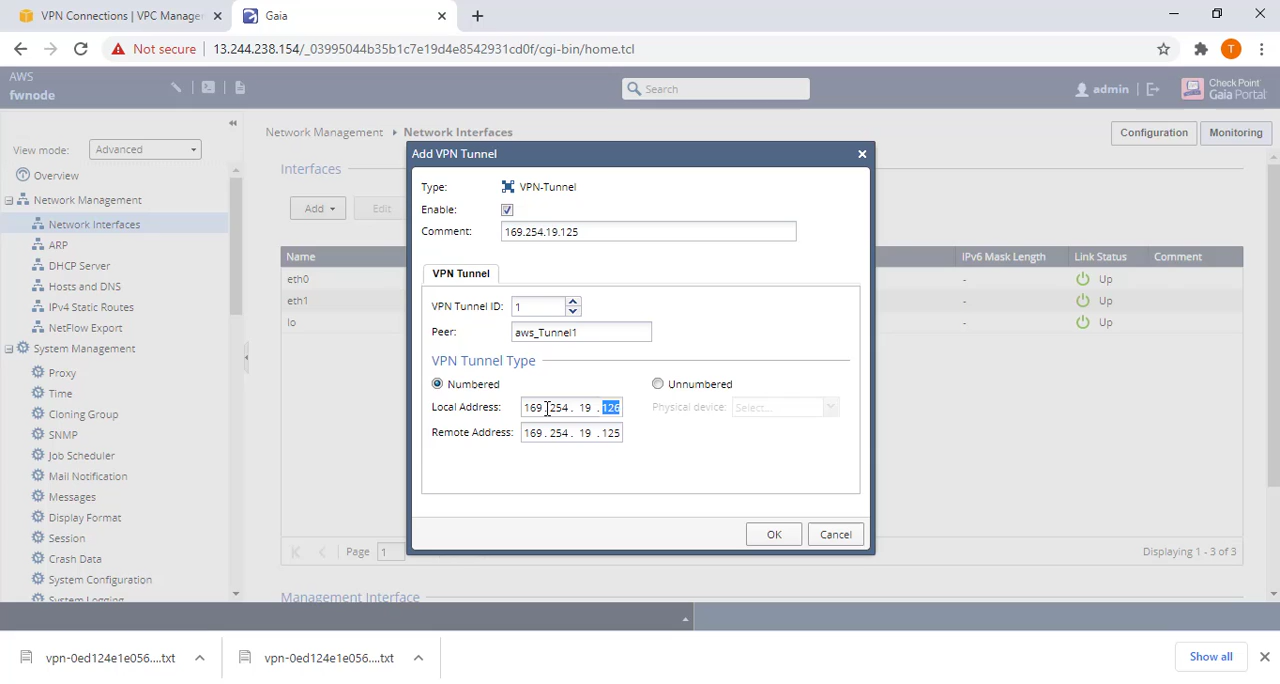 VPN Connections | VPC Manage
Gaia
Not secure | 13.244.238.154/_03995044b35b1c7e19d4e8542931cd0f/cgi-bin/home.tcl
T
AWS
fwnode
Search
admin
Check Point
Gaia Portal
View mode: Advanced
Overview
Network Management
Network Interfaces
ARP
DHCP Server
Hosts and DNS
IPv4 Static Routes
NetFlow Export
System Management
Proxy
Time
Cloning Group
SNMP
Job Scheduler
Mail Notification
Messages
Display Format
Session
Crash Data
System Configuration
System Logging
Network Management Network Interfaces
Configuration Monitoring
Interfaces
Add Edit
Name IPv6 Mask Length Link Status Comment
eth0 - Up
eth1 - Up
lo - Up
Page 1 Displaying 1 - 3 of 3
Management Interface
Add VPN Tunnel
Type: VPN-Tunnel
Enable:
Comment: 169.254.19.125
VPN Tunnel
VPN Tunnel ID: 1
Peer: aws_Tunnel1
VPN Tunnel Type
Numbered Unnumbered
Local Address: 169.254. 19 .126 Physical device: Select...
Remote Address: 169.254. 19 .125
OK Cancel
vpn-0ed124e1e056....txt vpn-0ed124e1e056....txt Show all